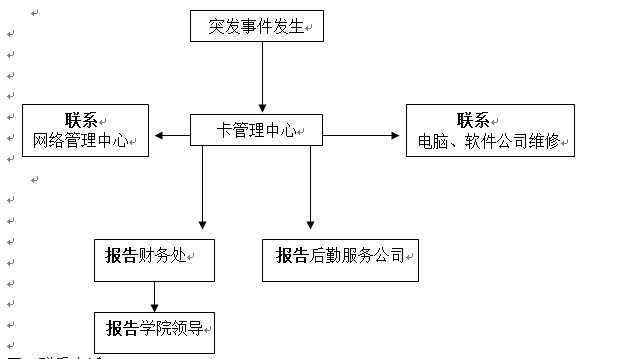 突发事件发生
联系
网络管理中心
卡管理中心
联系
电脑、软件公司维修
报告财务处
报告后勤服务公司
报告学院领导